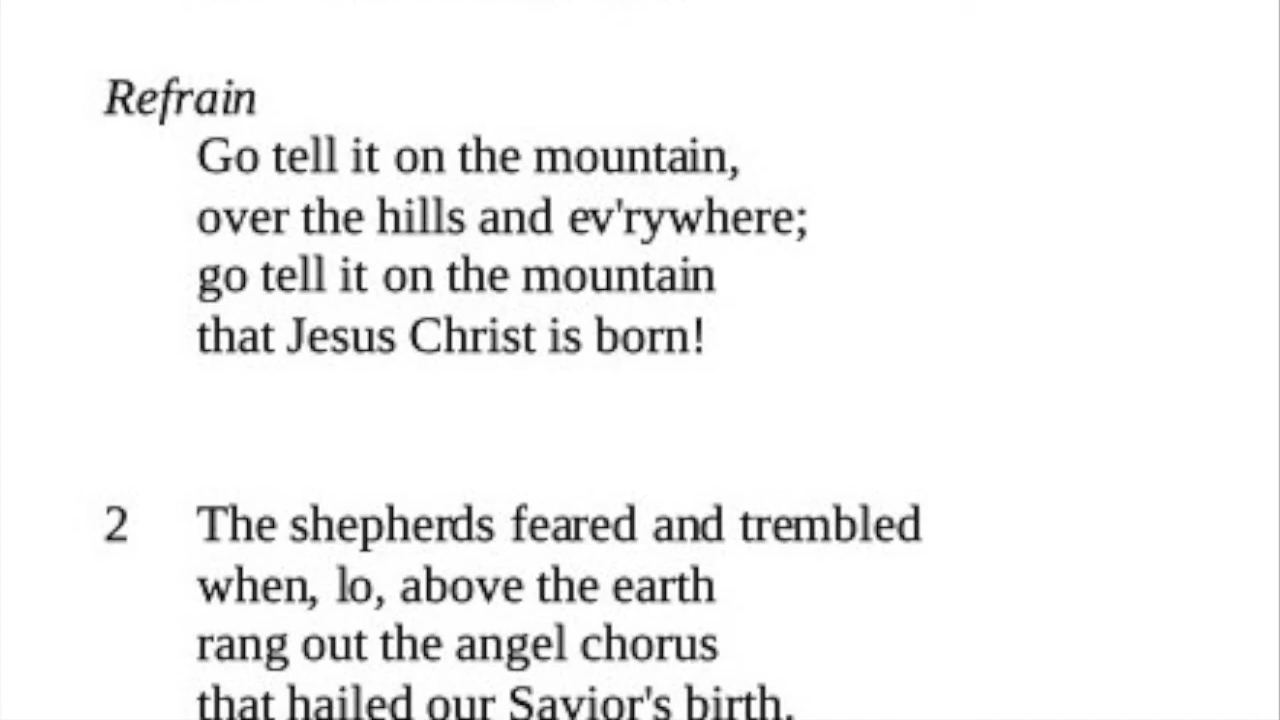 Refrain
Go tell it on the mountain,
over the hills and ev'rywhere;
go tell it on the mountain
that Jesus Christ is born!
2 The shepherds feared and trembled
when, lo, above the earth
rang out the angel chorus
that hailed our Savior's birth.